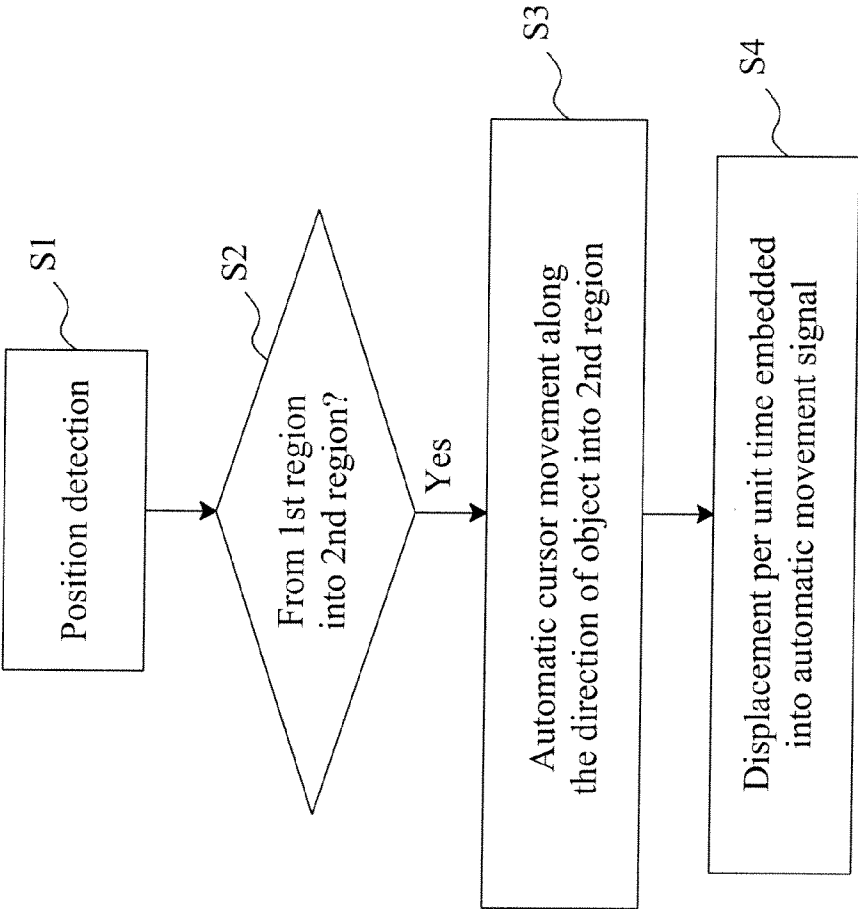 Position detection
S1
From 1st region
into 2nd region?
S2
Yes
Automatic cursor movement along
the direction of object into 2nd region
S3
Displacement per unit time embedded
into automatic movement signal
S4